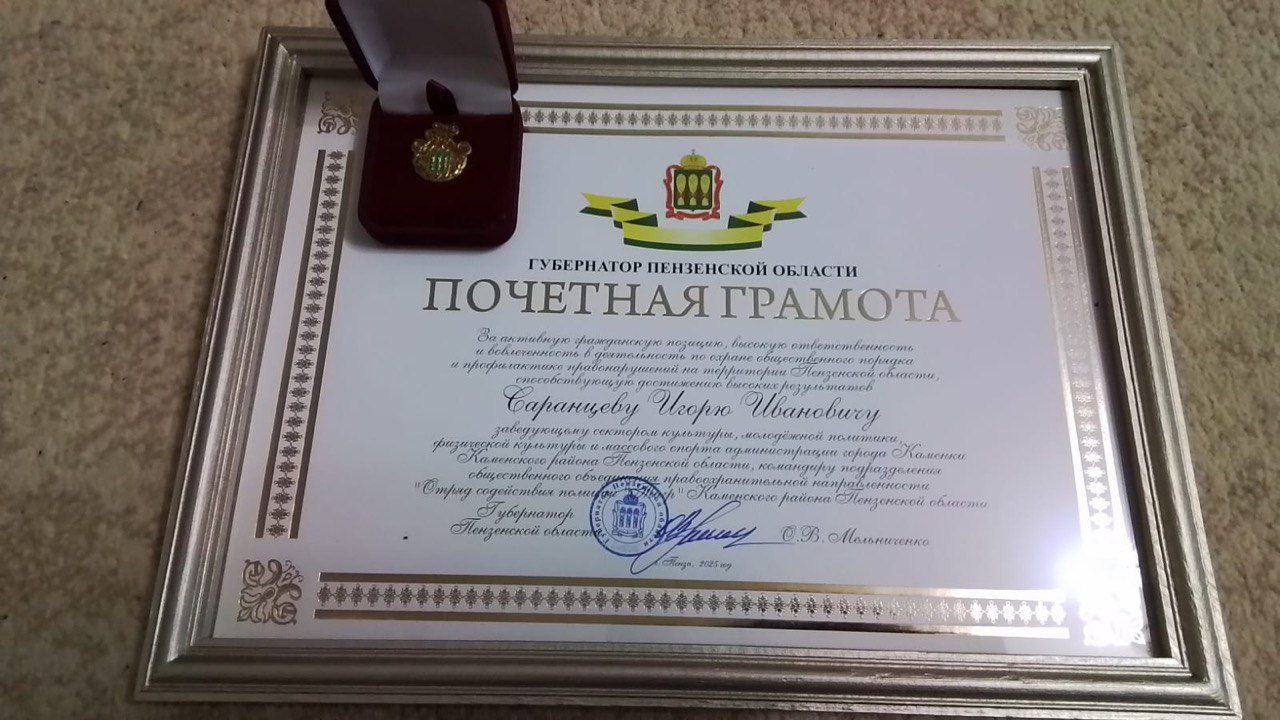 ГУБЕРНАТОР ПЕНЗЕНСКОЙ ОБЛАСТИ
ПОЧЕТНАЯ ГРАМОТА
За активную гражданскую позицию, высокую ответственность
и вовлеченность в деятельность по охране общественного порядка
и профилактике правонарушений на территории Пензенской области,
способствующую достижению высоких результатов
Саранцеву Игорю Ивановичу
заведующему сектором культуры, молодёжной политики,
физической культуры и массового спорта администрации города Каменки
Каменского района Пензенской области, командиру подразделения
общественного объединения правоохранительной направленности
"Отряд содействия полиции Каменского района Пензенской области
Губернатор
Пензенской области
О.В. Мельниченко
г. Пенза, 2025 год